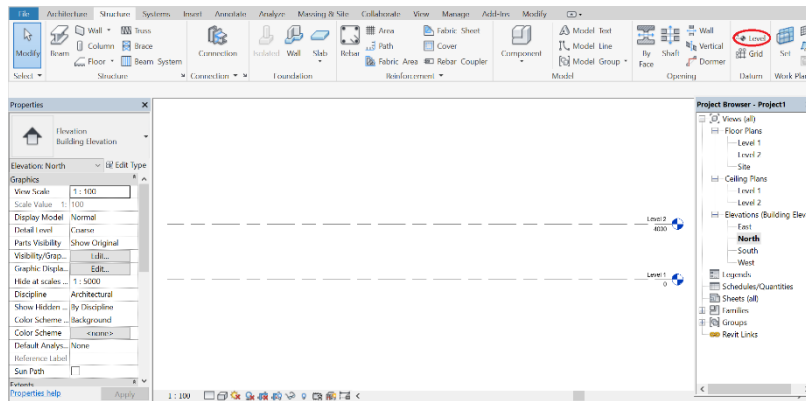 File Architecture Structure Systems Insert Annotate Analyze Massing & Site Collaborate View Manage Add-Ins Modify
Modify Beam Wall Truss
Column Brace
Floor Beam System
Connection Isolated Wall Slab Rebar Area Fabric Sheet
Path Cover
Fabric Area Rebar Coupler
Component Model Text
Model Line
Model Group
By Face Shaft Wall
Vertical
Dormer
Level
Grid
Set
Select Structure Connection Foundation Reinforcement Model Opening Datum Work Plan
Properties
Elevation
Building Elevation
Elevation: North Edit Type
Graphics
View Scale 1 : 100
Scale Value 1: 100
Display Model Normal
Detail Level Coarse
Parts Visibility Show Original
Visibility/Grap... Edit...
Graphic Displa... Edit...
Hide at scales ... 1 : 5000
Discipline Architectural
Show Hidden ... By Discipline
Color Scheme ... Background
Color Scheme <none>
Default Analys... None
Reference Label
Sun Path
Extents
Properties help Apply
Level 2
4000
Level 1
0
1 : 100
Project Browser - Project1
Views (all)
Floor Plans
Level 1
Level 2
Site
Ceiling Plans
Level 1
Level 2
Elevations (Building Elev
East
North
South
West
Legends
Schedules/Quantities
Sheets (all)
Families
Groups
Revit Links